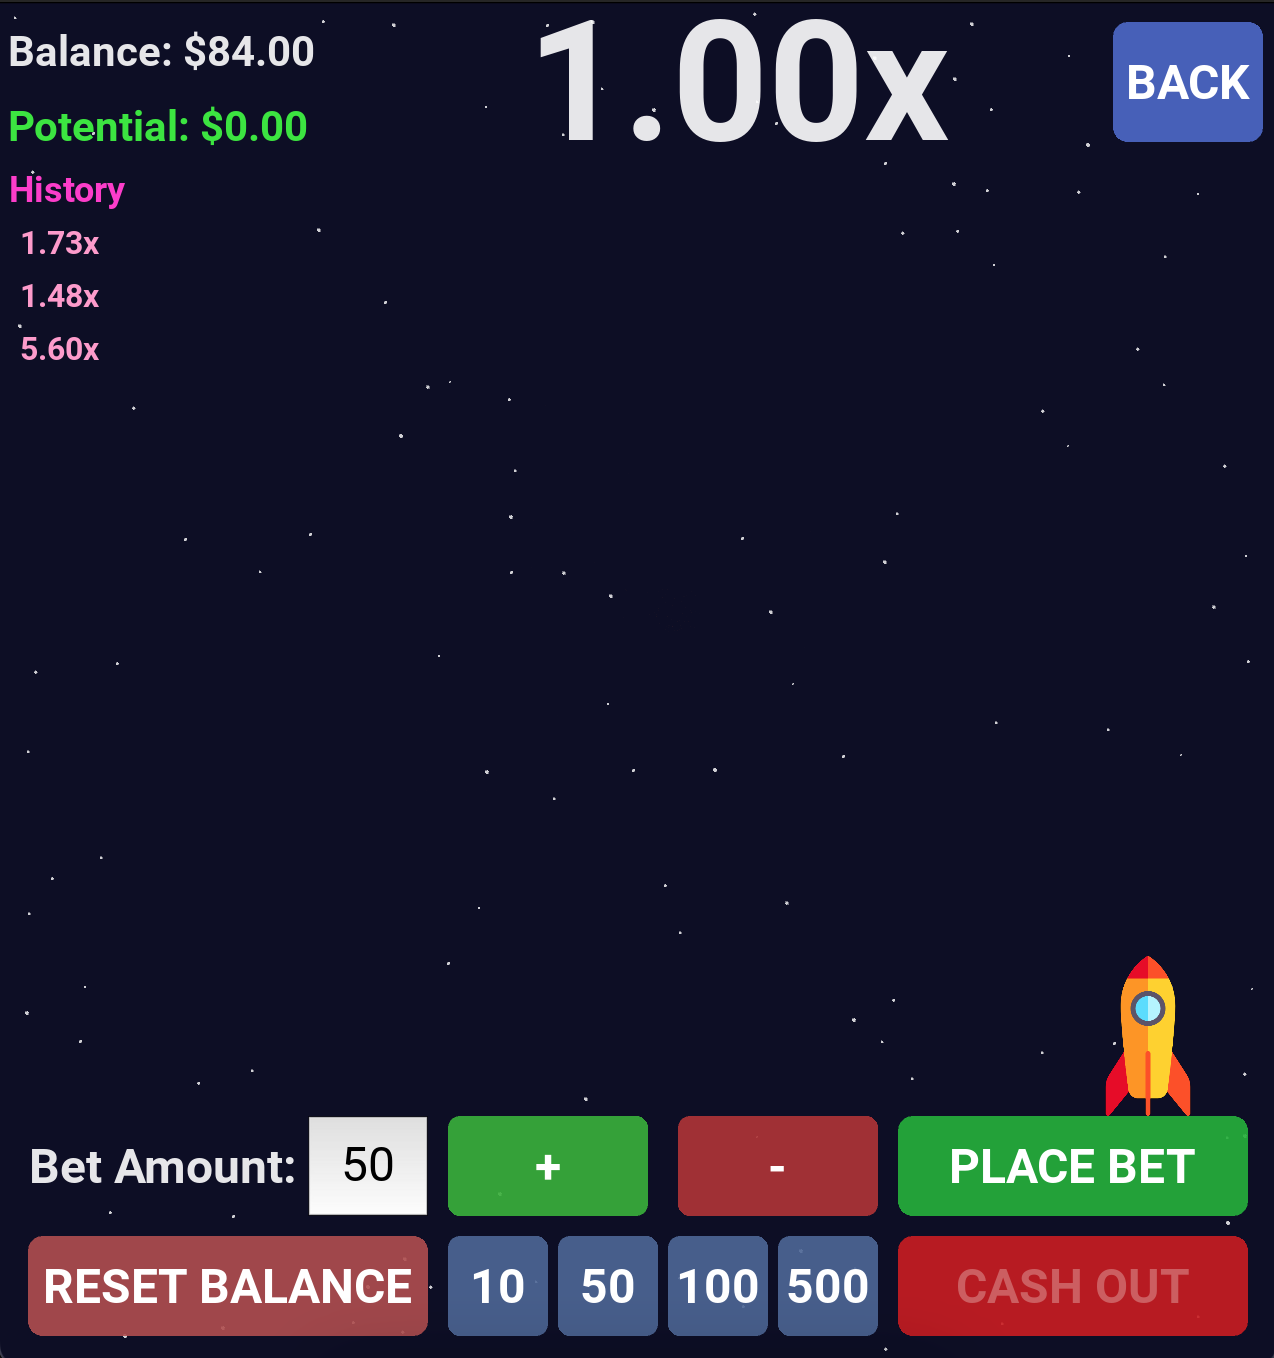 Balance: $84.00
1.00x
BACK
Potential: $0.00
History
1.73x
1.48x
5.60x
Bet Amount: 50 + - PLACE BET
RESET BALANCE 10 50 100 500 CASH OUT